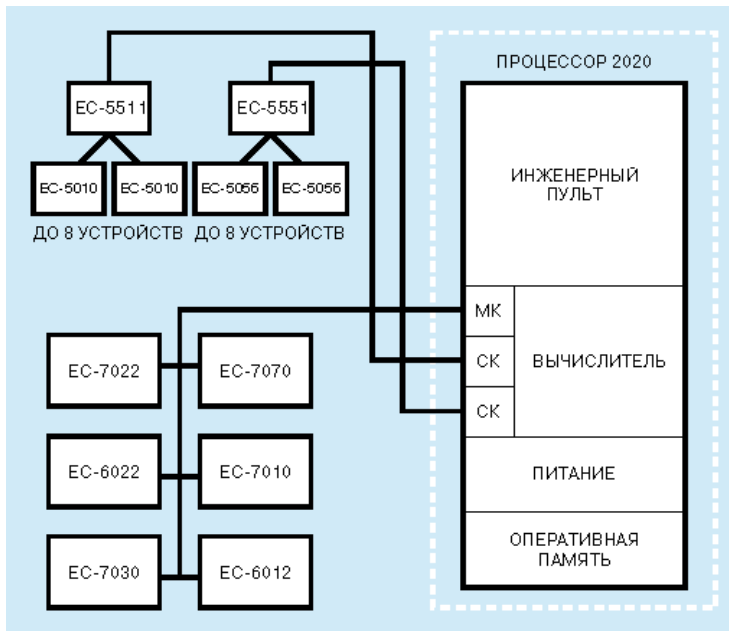 ПРОЦЕССОР 2020
ЕС-5511
ЕС-5551
ЕС-5010
ЕС-5010
ЕС-5056
ЕС-5056
ДО 8 УСТРОЙСТВ
ДО 8 УСТРОЙСТВ
ИНЖЕНЕРНЫЙ
ПУЛЬТ
МК
СК
СК
ВЫЧИСЛИТЕЛЬ
ПИТАНИЕ
ОПЕРАТИВНАЯ
ПАМЯТЬ
ЕС-7022
ЕС-7070
ЕС-6022
ЕС-7010
ЕС-7030
ЕС-6012